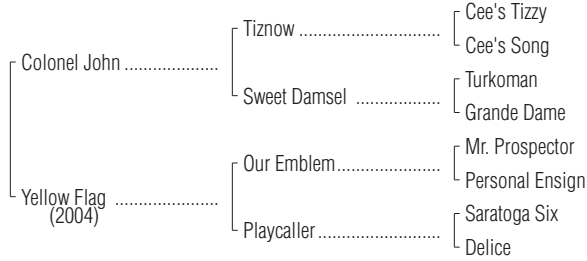 Cee's Tizzy
Tiznow ........................................
Cee's Song
Colonel John ....................
Turkoman
Sweet Damsel ........................
Grande Dame
Mr. Prospector
Our Emblem..............................
Personal Ensign
Yellow Flag ......................
(2004)
Saratoga Six
Playcaller...................................
Delice